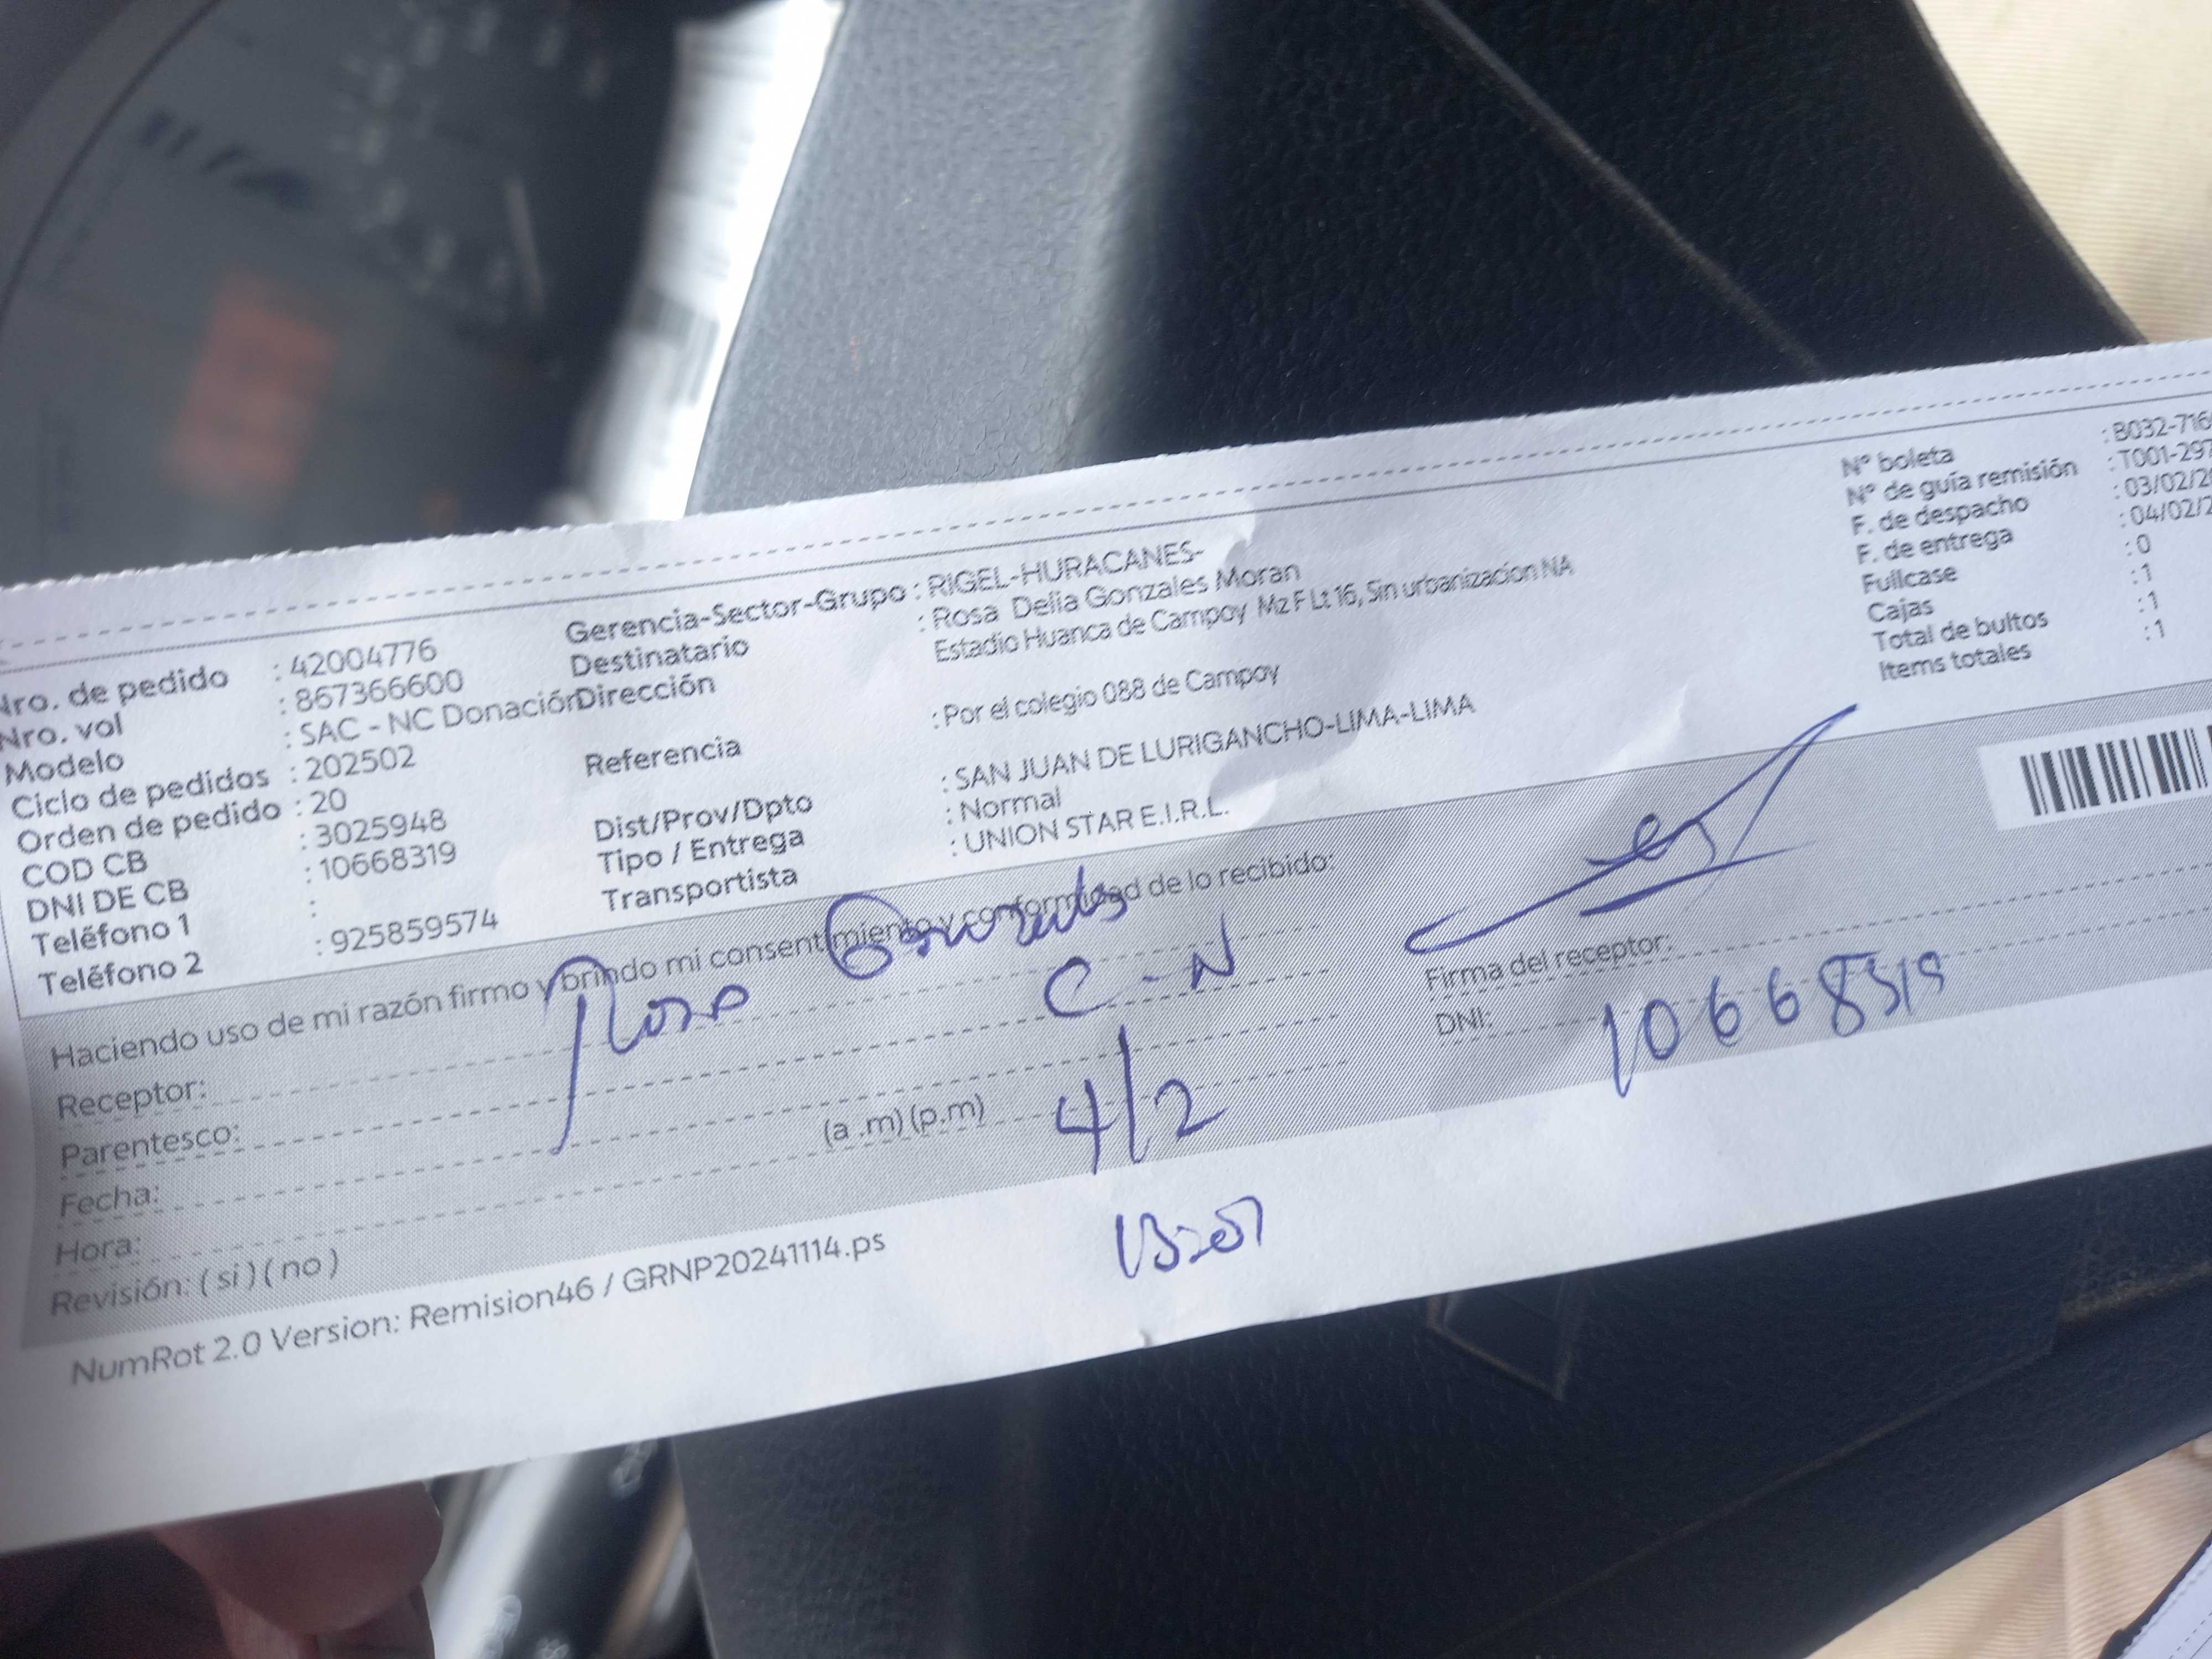 Nro. de pedido : 42004776
Nro. vol : 867366600
Modelo : SAC - NC Donación
Ciclo de pedidos : 202502
Orden de pedido : 20
COD CB : 3025948
DNI DE CB : 10668319
Teléfono 1 :
Teléfono 2 : 925859574
Gerencia-Sector-Grupo : RIGEL-HURACANES-
Destinatario : Rosa Delia Gonzales Moran
Dirección Estadio Huanca de Campoy Mz F Lt 16, Sin urbanizacion NA
Referencia : Por el colegio 088 de Campoy
Dist/Prov/Dpto : SAN JUAN DE LURIGANCHO-LIMA-LIMA
Tipo / Entrega : Normal
Transportista : UNION STAR E.I.R.L.
N° boleta : B032-716
N° de guía remisión : T001-297
F. de despacho : 03/02/2
F. de entrega : 04/02/2
Fullcase : 0
Cajas : 1
Total de bultos : 1
Items totales : 1
Haciendo uso de mi razón firmo y brindo mi consentimiento y conformidad de lo recibido:
Receptor: Rosa Gonzales
Parentesco: C-N
Fecha: 4/2
Hora: (a .m) (p.m)
Revisión: ( si ) ( no )
Firma del receptor:
DNI: 10668319
NumRot 2.0 Version: Remision46 / GRNP20241114.ps